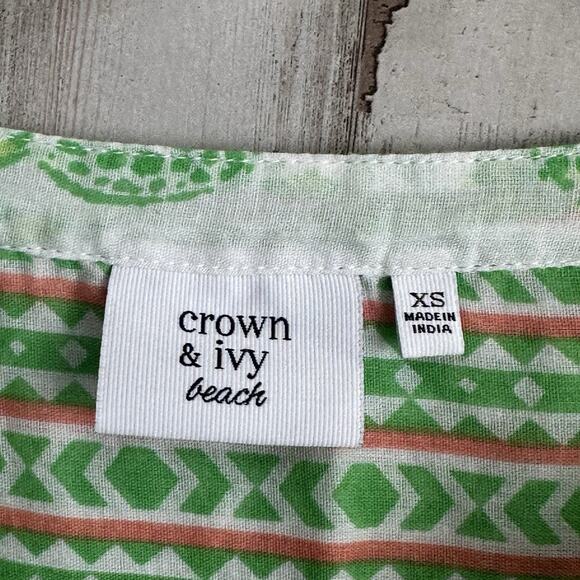 crown
& ivy
beach
XS
MADE IN
INDIA